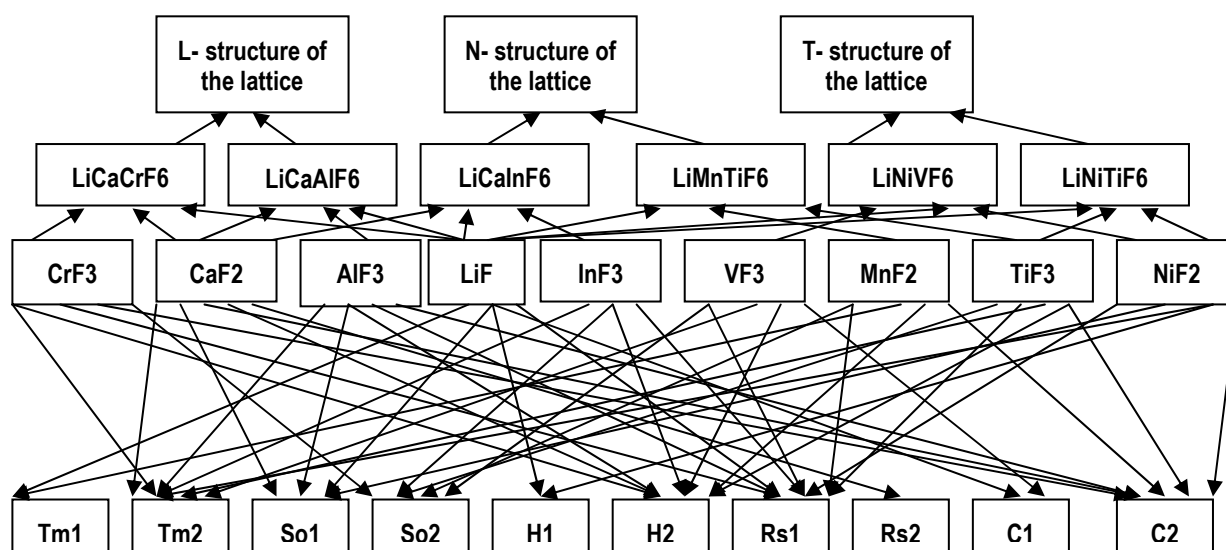 L- structure of
the lattice
N- structure of
the lattice
T- structure of
the lattice
LiCaCrF6
LiCaAlF6
LiCaInF6
LiMnTiF6
LiNiVF6
LiNiTiF6
CrF3
CaF2
AlF3
LiF
InF3
VF3
MnF2
TiF3
NiF2
Tm1
Tm2
So1
So2
H1
H2
Rs1
Rs2
C1
C2